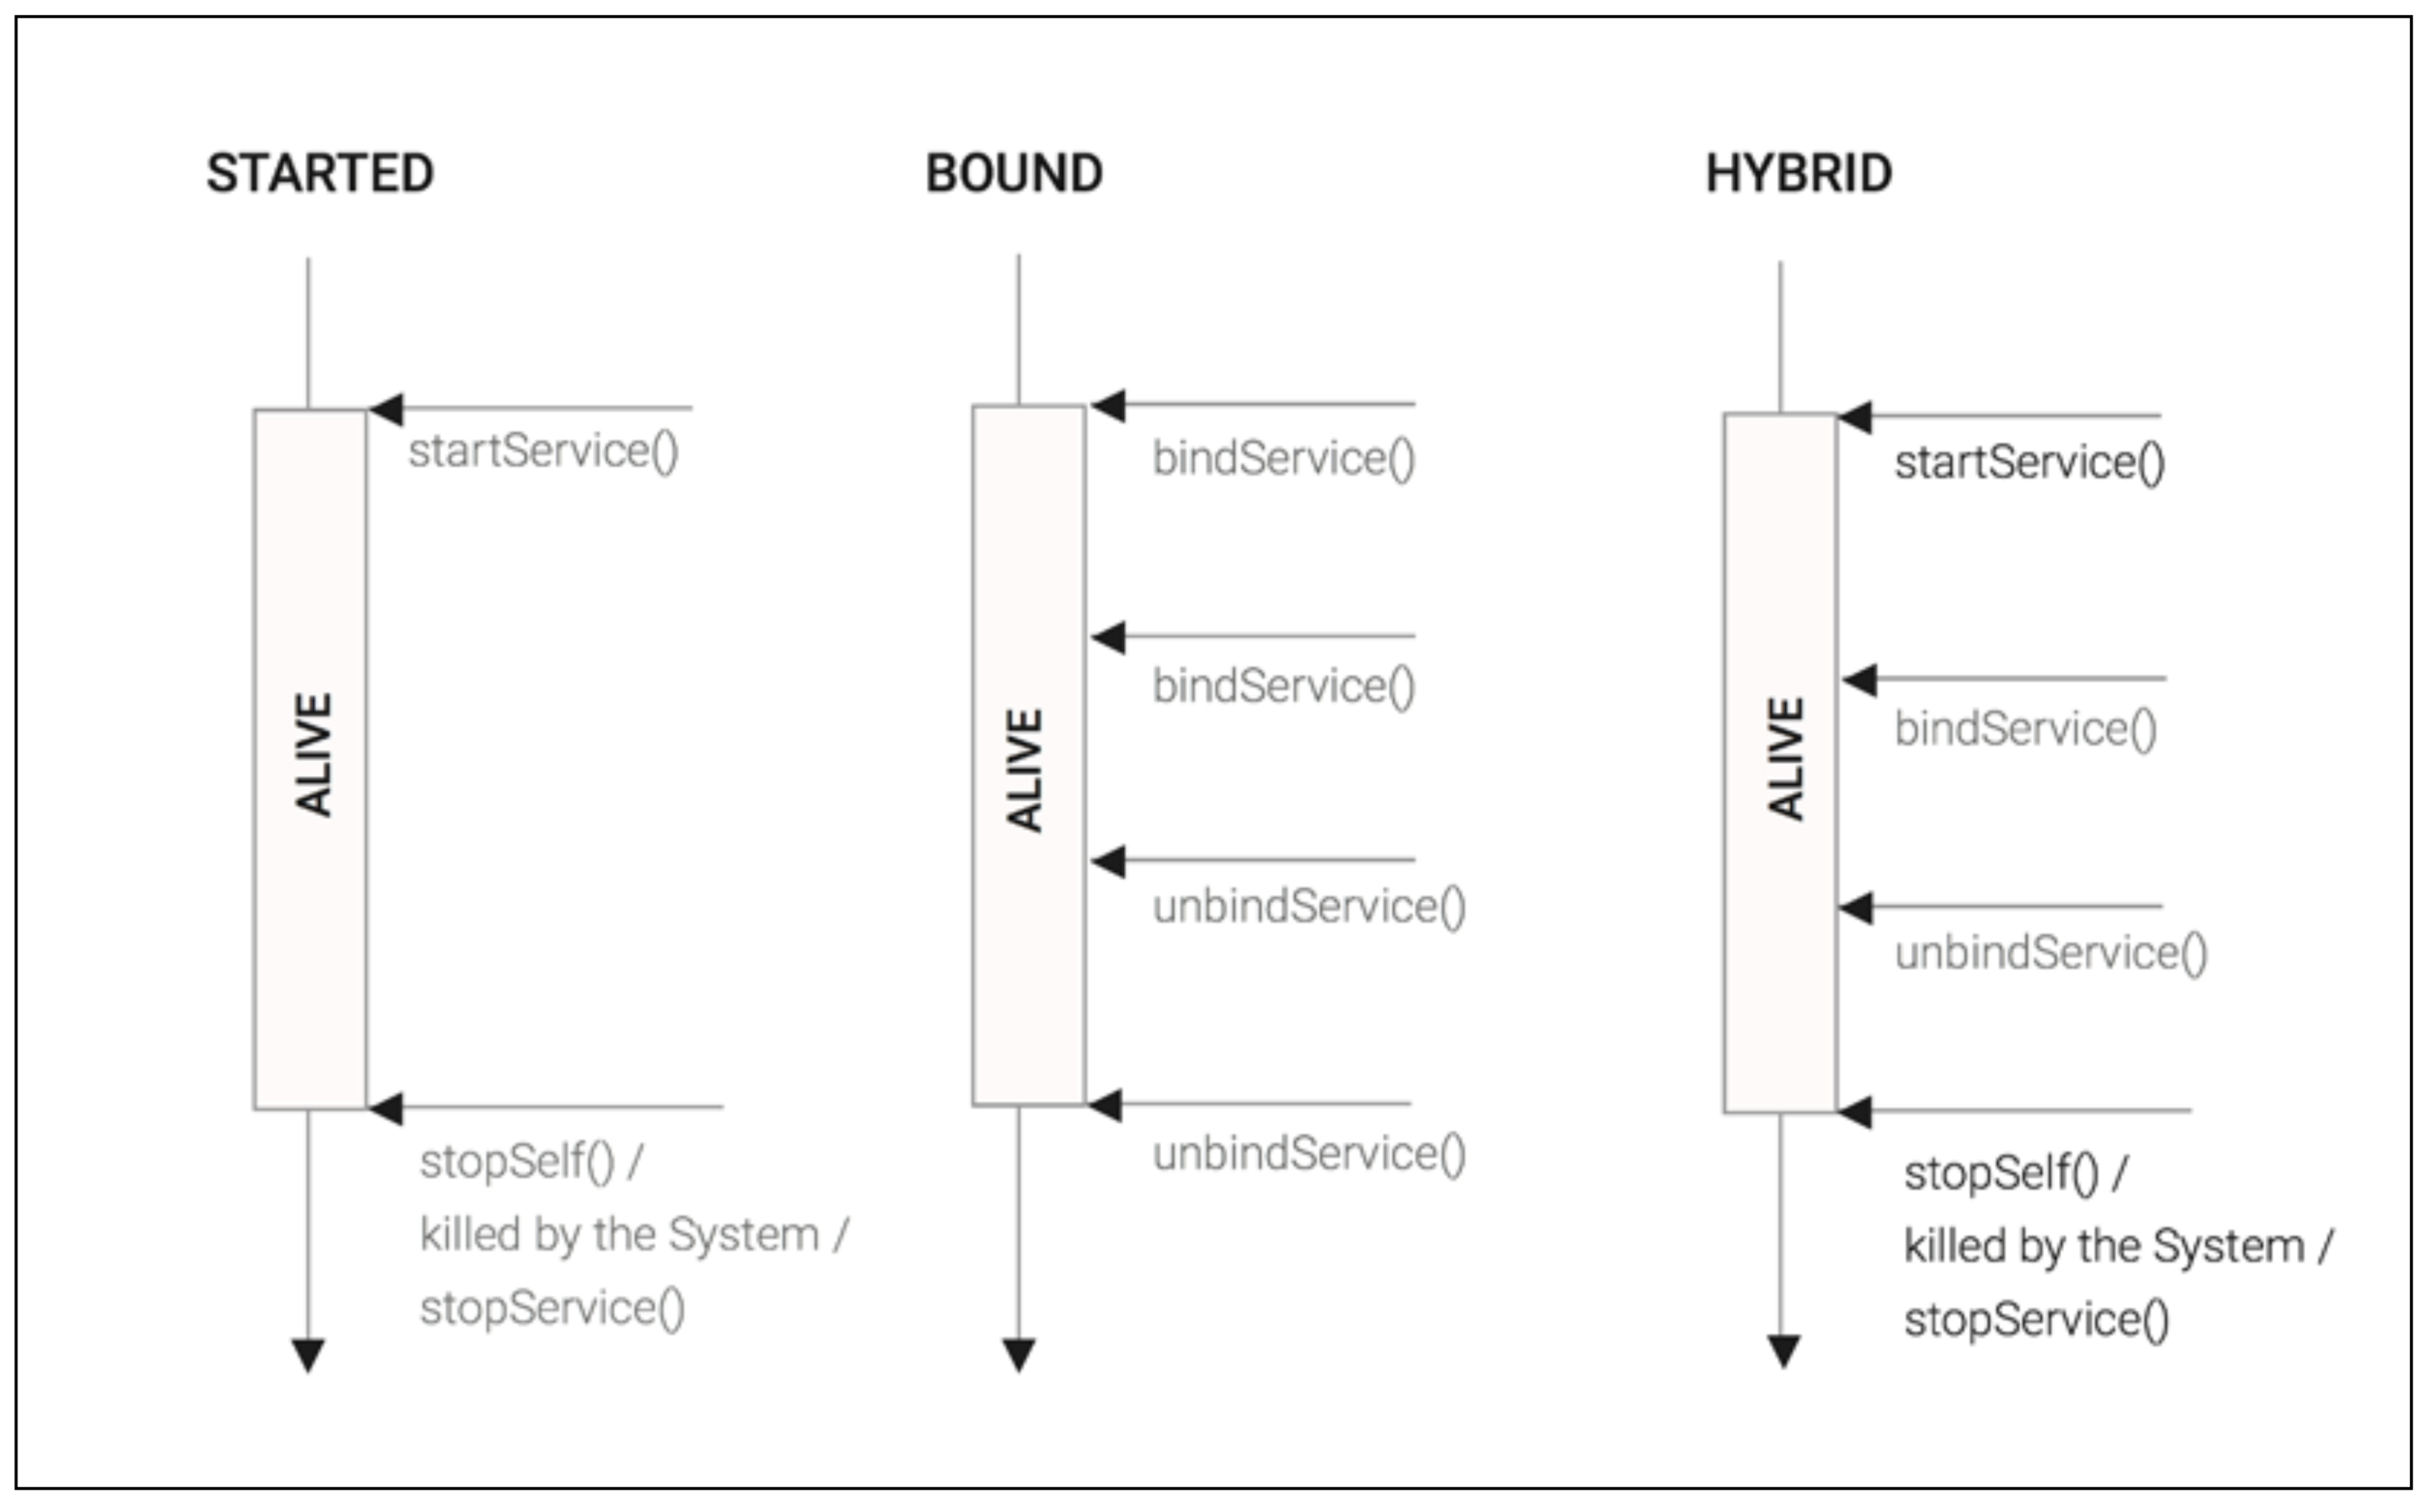 STARTED
startService()
ALIVE
stopSelf() /
killed by the System /
stopService()
BOUND
bindService()
bindService()
ALIVE
unbindService()
unbindService()
HYBRID
startService()
bindService()
ALIVE
unbindService()
stopSelf() /
killed by the System /
stopService()